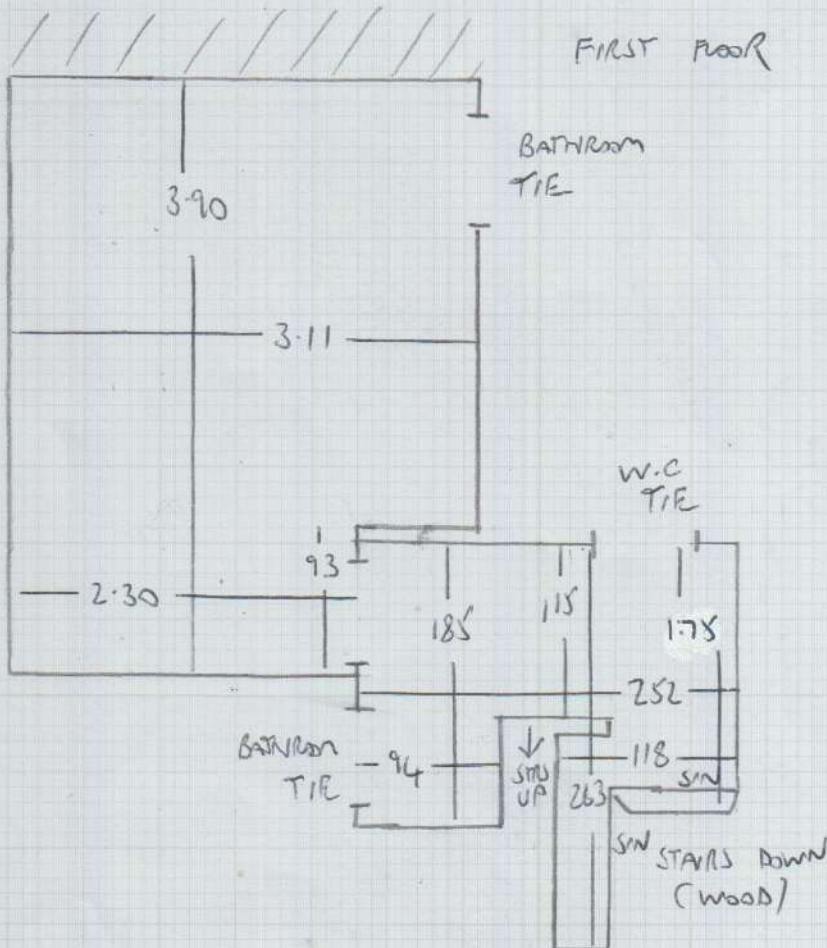 FIRST FLOOR
BATHROOM
TIE
3.90
3.11
W.C
TIE
93
2.30
185
115
1.75
252
BATHROOM
TIE
94
STRS
UP
118
263
S/N
S/N
STAIRS DOWN
(WOOD)